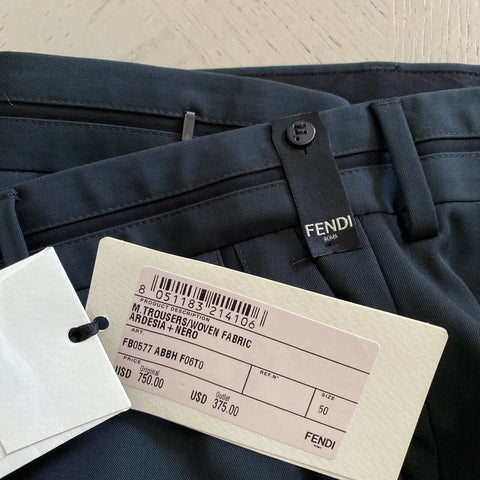 FENDI
ROMA
8 051183 214106
PRODUCT DESCRIPTION
M.TROUSERS/WOVEN FABRIC
ARDESIA+NERO
ART.
FB0577 ABBH F06T0
PRICE
REF.N°
SIZE
Original
USD 750.00
Outlet
USD 375.00
50
FENDI
ROMA